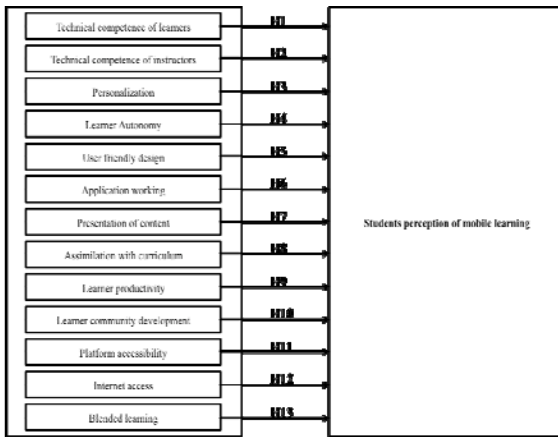 Technical competence of learners
H1
Technical competence of instructors
H2
Personalization
H3
Learner Autonomy
H4
User friendly design
H5
Application working
H6
Presentation of content
H7
Students perception of mobile learning
Assimilation with curriculum
H8
Learner productivity
H9
Learner community development
H10
Platform accessibility
H11
Internet access
H12
Blended learning
H13